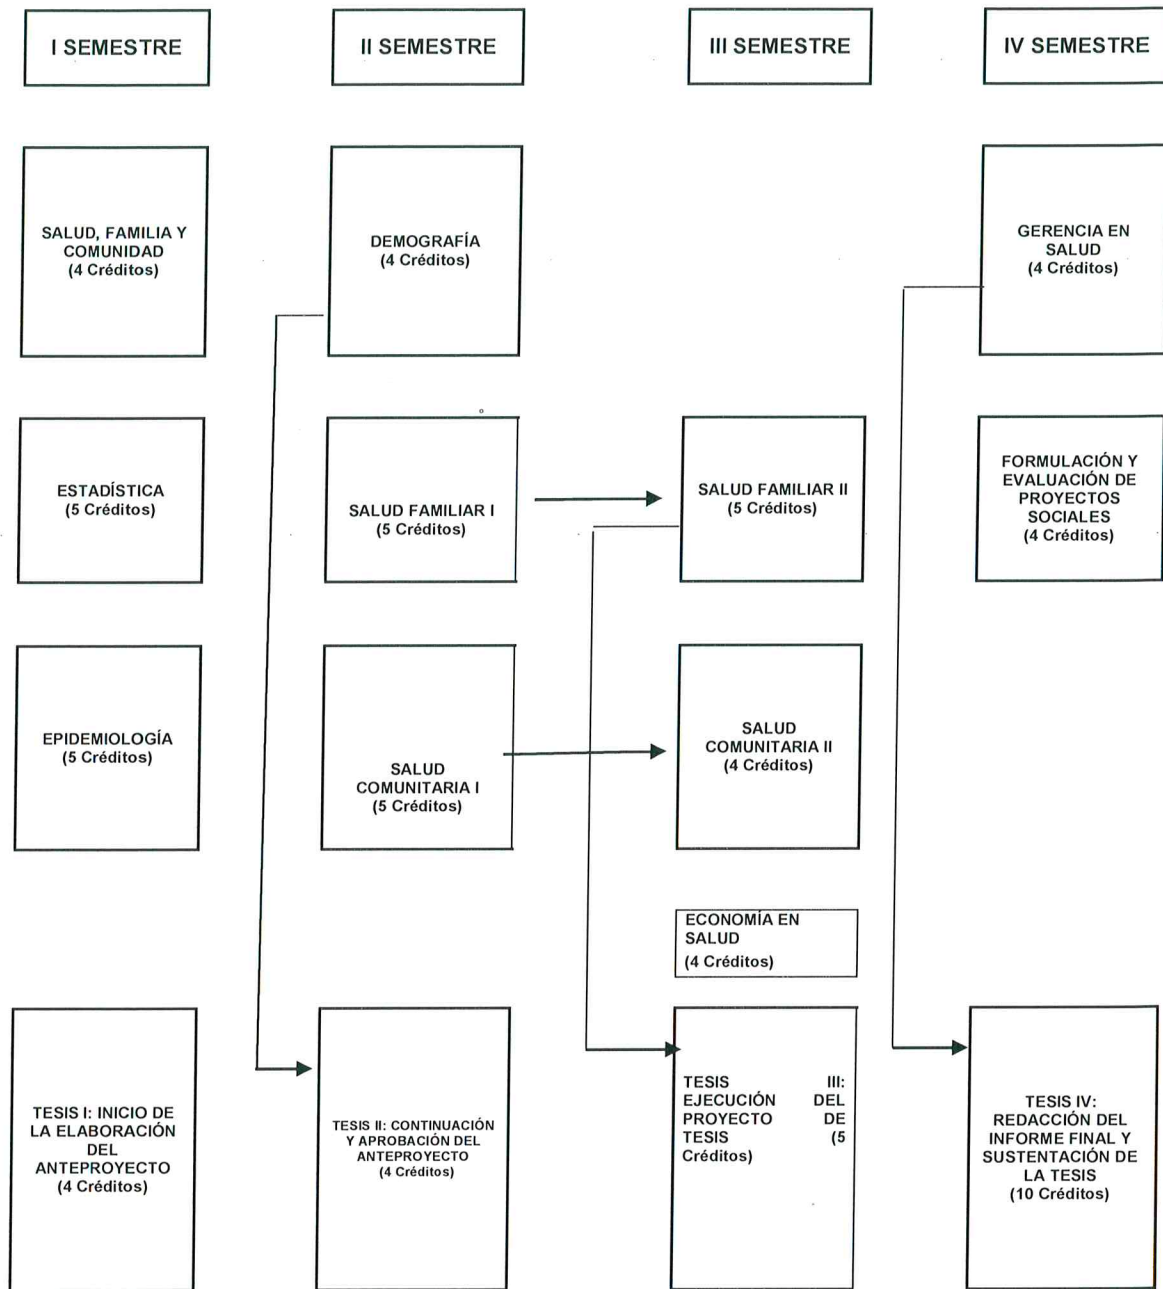 I SEMESTRE
II SEMESTRE
III SEMESTRE
IV SEMESTRE
SALUD, FAMILIA Y
COMUNIDAD
(4 Créditos)
DEMOGRAFÍA
(4 Créditos)
GERENCIA EN
SALUD
(4 Créditos)
ESTADÍSTICA
(5 Créditos)
SALUD FAMILIAR I
(5 Créditos)
SALUD FAMILIAR II
(5 Créditos)
FORMULACIÓN Y
EVALUACIÓN DE
PROYECTOS
SOCIALES
(4 Créditos)
EPIDEMIOLOGÍA
(5 Créditos)
SALUD
COMUNITARIA I
(5 Créditos)
SALUD
COMUNITARIA II
(4 Créditos)
ECONOMÍA EN
SALUD
(4 Créditos)
TESIS I: INICIO DE
LA ELABORACIÓN
DEL
ANTEPROYECTO
(4 Créditos)
TESIS II: CONTINUACIÓN
Y APROBACIÓN DEL
ANTEPROYECTO
(4 Créditos)
TESIS III:
EJECUCIÓN DEL
PROYECTO DE
TESIS (5
Créditos)
TESIS IV:
REDACCIÓN DEL
INFORME FINAL Y
SUSTENTACIÓN DE
LA TESIS
(10 Créditos)